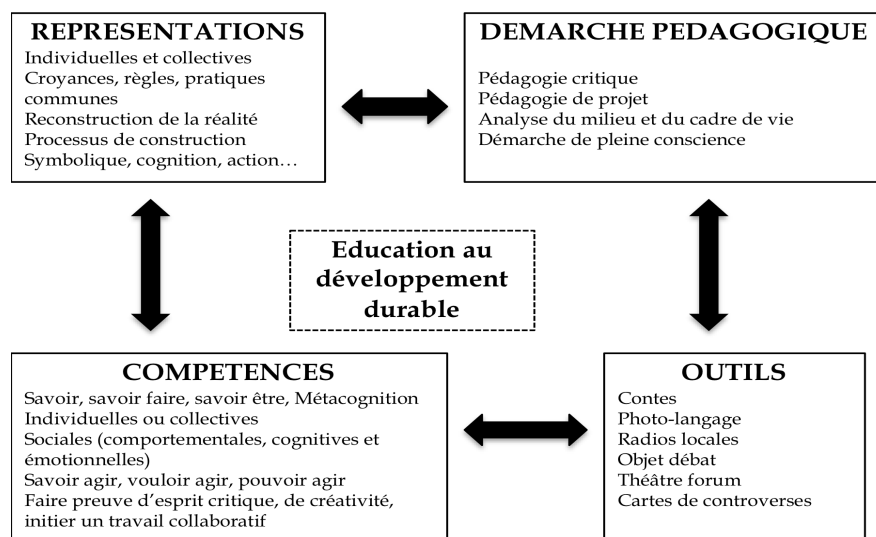 REPRESENTATIONS
Individuelles et collectives
Croyances, règles, pratiques
communes
Reconstruction de la réalité
Processus de construction
Symbolique, cognition, action…
DEMARCHE PEDAGOGIQUE
Pédagogie critique
Pédagogie de projet
Analyse du milieu et du cadre de vie
Démarche de pleine conscience
Education au
développement
durable
COMPETENCES
Savoir, savoir faire, savoir être, Métacognition
Individuelles ou collectives
Sociales (comportementales, cognitives et
émotionnelles)
Savoir agir, vouloir agir, pouvoir agir
Faire preuve d’esprit critique, de créativité,
initier un travail collaboratif
OUTILS
Contes
Photo-langage
Radios locales
Objet débat
Théâtre forum
Cartes de controverses